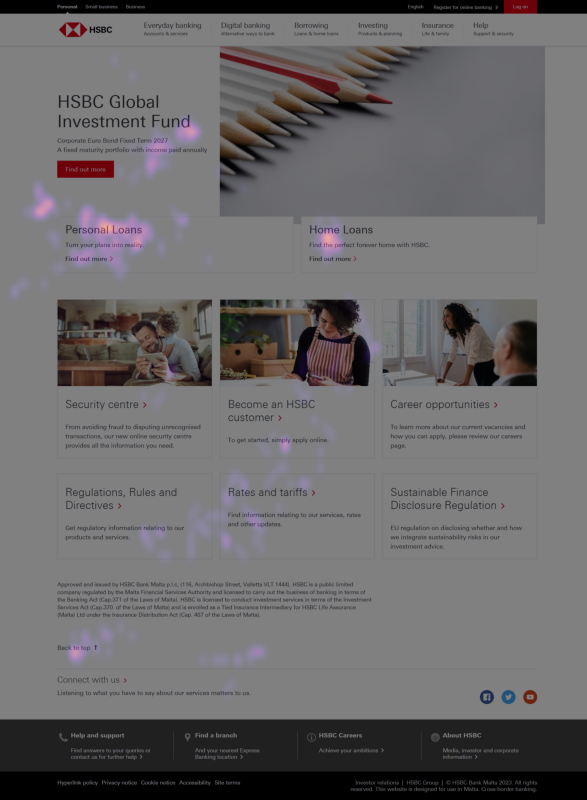 Personal Small business Business
English Register for online banking Log on
HSBC
Everyday banking Digital banking Borrowing Investing Insurance Help
Accounts & services Alternative ways to bank Loans & home loans Products & planning Life & family Support & security
HSBC Global
Investment Fund
Corporate Euro Bond Fixed Term 2027
A fixed maturity portfolio with income paid annually
Find out more
Personal Loans
Turn your plans into reality.
Find out more
Home Loans
Find the perfect forever home with HSBC.
Find out more
Security centre
From avoiding fraud to disputing unrecognised
transactions, our new online security centre
provides all the information you need.
Become an HSBC
customer
To get started, simply apply online.
Career opportunities
To learn more about our current vacancies and
how you can apply, please review our careers
page.
Regulations, Rules and
Directives
Get regulatory information relating to our
products and services.
Rates and tariffs
Find information relating to our services, rates
and other updates.
Sustainable Finance
Disclosure Regulation
EU regulation on disclosing whether and how
we integrate sustainability risks in our
investment advice.
Approved and issued by HSBC Bank Malta p.l.c. (116, Archbishop Street, Valletta VLT 1444). HSBC is a public limited
company regulated by the Malta Financial Services Authority and licensed to carry out the business of banking in terms of
the Banking Act (Cap.371 of the Laws of Malta). HSBC is licensed to conduct investment services in terms of the Investment
Services Act (Cap.370. of the Laws of Malta) and is enrolled as a Tied Insurance Intermediary for HSBC Life Assurance
(Malta) Ltd under the Insurance Distribution Act (Cap. 487 of the Laws of Malta).
Back to top
Connect with us
Listening to what you have to say about our services matters to us.
Help and support
Find answers to your queries or
contact us for further help
Find a branch
And your nearest Express
Banking location
HSBC Careers
Achieve your ambitions
About HSBC
Media, investor and corporate
information
Hyperlink policy Privacy notice Cookie notice Accessibility Site terms
Investor relations | HSBC Group | © HSBC Bank Malta 2023. All rights
reserved. This website is designed for use in Malta. Cross-border banking.